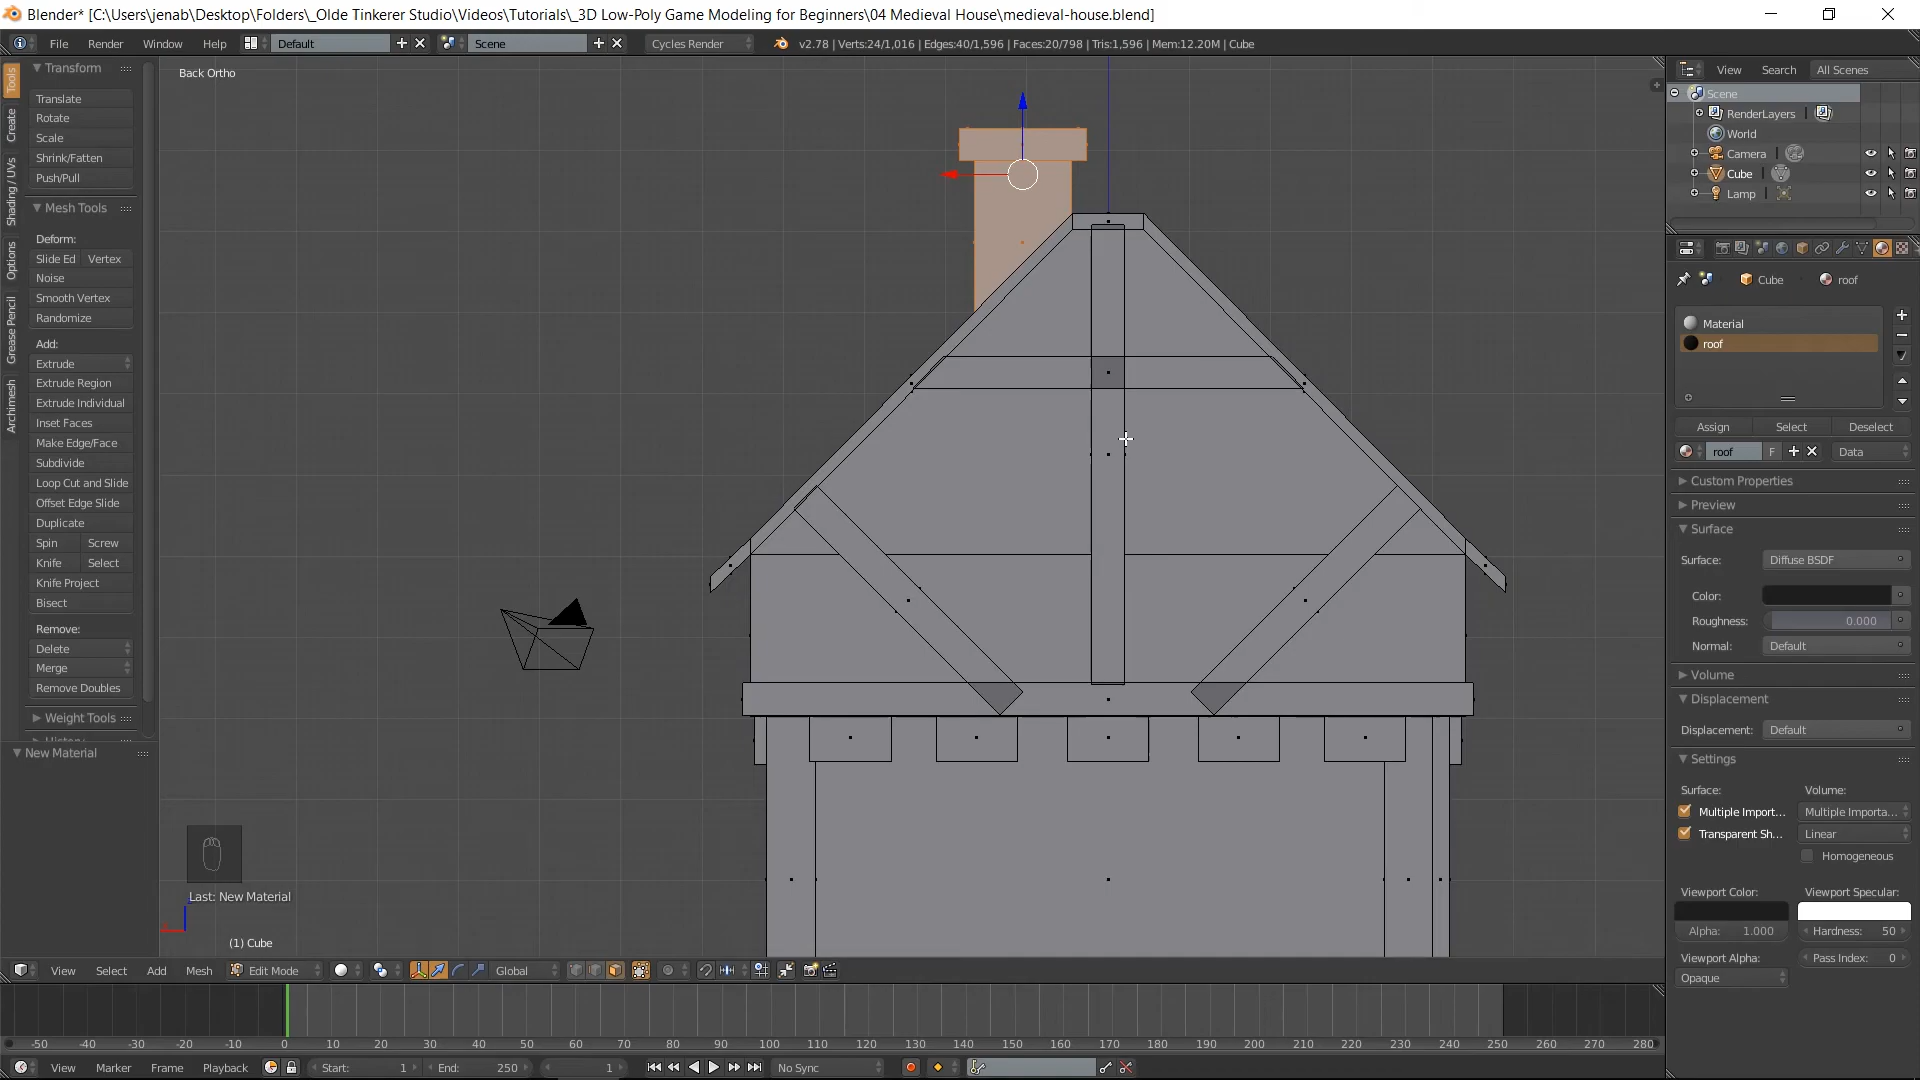 Blender* [C:\Users\jenab\Desktop\Folders\_Olde Tinkerer Studio\Videos\Tutorials\_3D Low-Poly Game Modeling for Beginners\04 Medieval House\medieval-house.blend]
File Render Window Help Default Scene Cycles Render v2.78 | Verts:24/1,016 | Edges:40/1,596 | Faces:20/798 | Tris:1,596 | Mem:12.20M | Cube
Tools
Create
Shading / UVs
Options
Grease Pencil
Archimesh
Transform
Translate
Rotate
Scale
Shrink/Fatten
Push/Pull
Mesh Tools
Deform:
Slide Ed Vertex
Noise
Smooth Vertex
Randomize
Add:
Extrude
Extrude Region
Extrude Individual
Inset Faces
Make Edge/Face
Subdivide
Loop Cut and Slide
Offset Edge Slide
Duplicate
Spin Screw
Knife Select
Knife Project
Bisect
Remove:
Delete
Merge
Remove Doubles
Weight Tools
New Material
Back Ortho
Last: New Material
(1) Cube
View Select Add Mesh Edit Mode Global
-50 -40 -30 -20 -10 0 10 20 30 40 50 60 70 80 90 100 110 120 130 140 150 160 170 180 190 200 210 220 230 240 250 260 270 280
View Marker Frame Playback Start: 1 End: 250 1 No Sync
View Search All Scenes
Scene
RenderLayers
World
Camera
Cube
Lamp
Cube roof
Material
roof
Assign Select Deselect
roof F Data
Custom Properties
Preview
Surface
Surface: Diffuse BSDF
Color:
Roughness: 0.000
Normal: Default
Volume
Displacement
Displacement: Default
Settings
Surface: Volume:
Multiple Import... Multiple Importa...
Transparent Sh... Linear
Homogeneous
Viewport Color: Viewport Specular:
Alpha: 1.000 Hardness: 50
Viewport Alpha: Pass Index: 0
Opaque